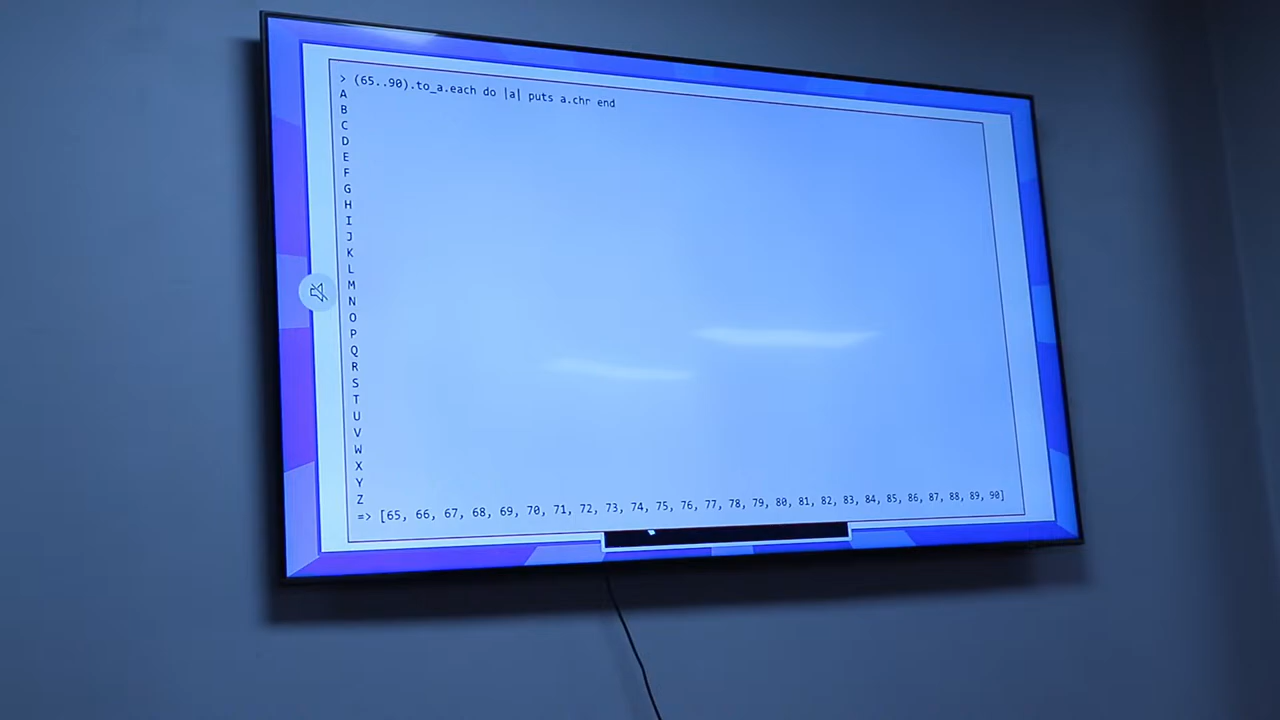 > (65..90).to_a.each do |a| puts a.chr end
A
B
C
D
E
F
G
H
I
J
K
L
M
N
O
P
Q
R
S
T
U
V
W
X
Y
Z
=> [65, 66, 67, 68, 69, 70, 71, 72, 73, 74, 75, 76, 77, 78, 79, 80, 81, 82, 83, 84, 85, 86, 87, 88, 89, 90]